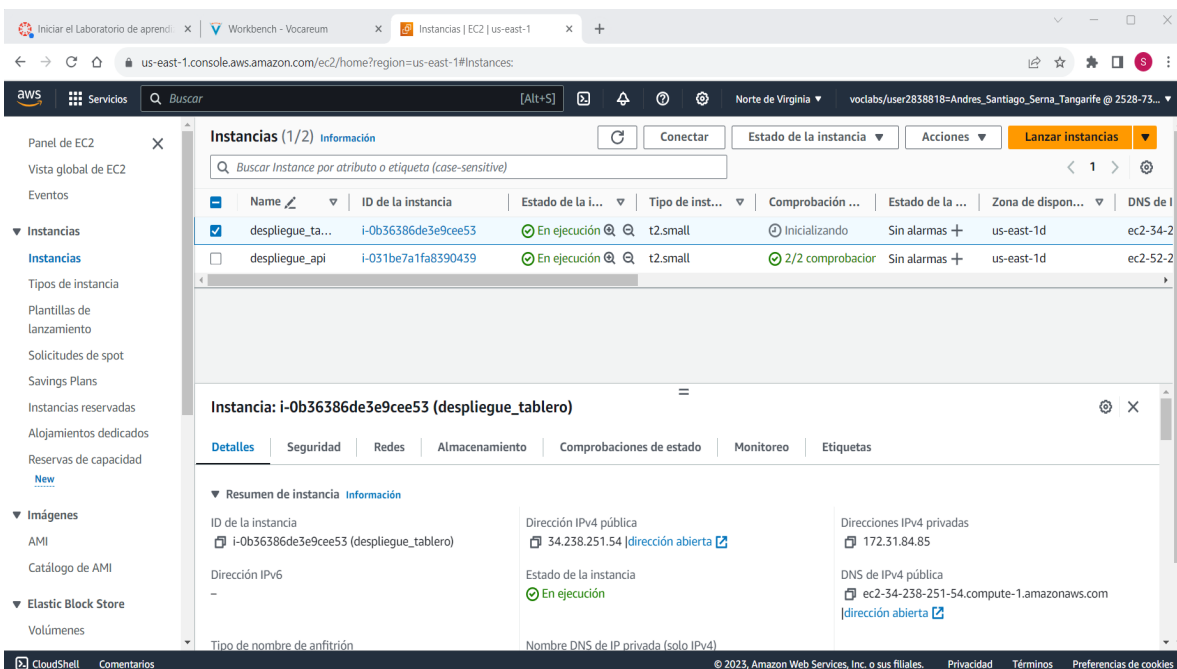 Iniciar el Laboratorio de aprendi
Workbench - Vocareum
Instancias | EC2 | us-east-1
us-east-1.console.aws.amazon.com/ec2/home?region=us-east-1#Instances:
S
aws
Servicios
Buscar
[Alt+S]
Norte de Virginia
voclabs/user2838818=Andres_Santiago_Serna_Tangarife @ 2528-73...
Panel de EC2
Vista global de EC2
Eventos
Instancias
Instancias
Tipos de instancia
Plantillas de
lanzamiento
Solicitudes de spot
Savings Plans
Instancias reservadas
Alojamientos dedicados
Reservas de capacidad
New
Imágenes
AMI
Catálogo de AMI
Elastic Block Store
Volúmenes
Instancias (1/2) Información
Conectar
Estado de la instancia
Acciones
Lanzar instancias
Buscar Instance por atributo o etiqueta (case-sensitive)
1
Name ID de la instancia Estado de la i... Tipo de inst... Comprobación ... Estado de la ... Zona de dispon... DNS de I
despliegue_ta... i-0b36386de3e9cee53 En ejecución t2.small Inicializando Sin alarmas us-east-1d ec2-34-2
despliegue_api i-031be7a1fa8390439 En ejecución t2.small 2/2 comprobacior Sin alarmas us-east-1d ec2-52-2
Instancia: i-0b36386de3e9cee53 (despliegue_tablero)
Detalles Seguridad Redes Almacenamiento Comprobaciones de estado Monitoreo Etiquetas
Resumen de instancia Información
ID de la instancia
i-0b36386de3e9cee53 (despliegue_tablero)
Dirección IPv4 pública
34.238.251.54 |dirección abierta
Direcciones IPv4 privadas
172.31.84.85
Dirección IPv6
–
Estado de la instancia
En ejecución
DNS de IPv4 pública
ec2-34-238-251-54.compute-1.amazonaws.com
|dirección abierta
Tipo de nombre de anfitrión
Nombre DNS de IP privada (solo IPv4)
CloudShell Comentarios © 2023, Amazon Web Services, Inc. o sus filiales. Privacidad Términos Preferencias de cookies